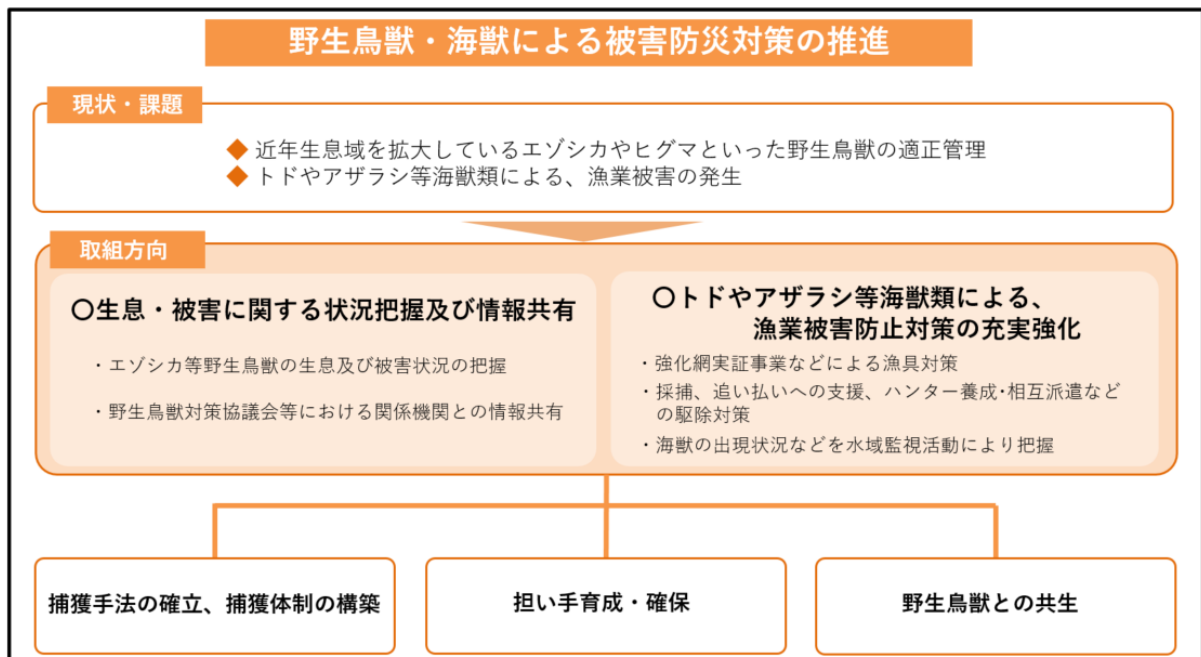 野生鳥獣・海獣による被害防災対策の推進
現状・課題
◆ 近年生息域を拡大しているエゾシカやヒグマといった野生鳥獣の適正管理
◆ トドやアザラシ等海獣類による、漁業被害の発生
取組方向
〇生息・被害に関する状況把握及び情報共有
・エゾシカ等野生鳥獣の生息及び被害状況の把握
・野生鳥獣対策協議会等における関係機関との情報共有
〇トドやアザラシ等海獣類による、
漁業被害防止対策の充実強化
・強化網実証事業などによる漁具対策
・採捕、追い払いへの支援、ハンター養成・相互派遣など
の駆除対策
・海獣の出現状況などを水域監視活動により把握
捕獲手法の確立、捕獲体制の構築
担い手育成・確保
野生鳥獣との共生